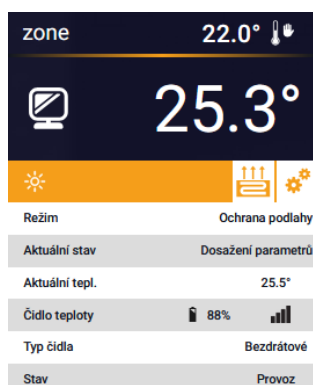 zone 22.0°
25.3°
Režim Ochrana podlahy
Aktuální stav Dosažení parametrů
Aktuální tepl. 25.5°
Čidlo teploty 88%
Typ čidla Bezdrátové
Stav Provoz